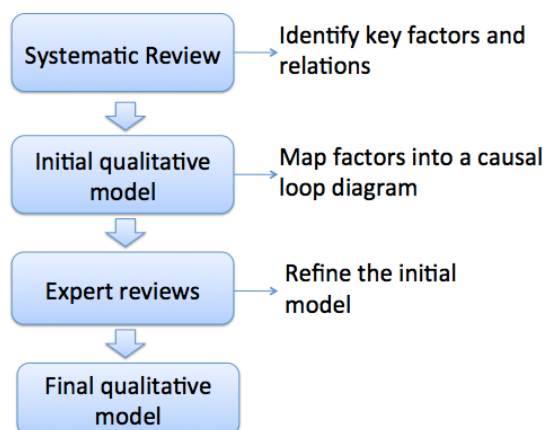 Systematic Review
Identify key factors and
relations
Initial qualitative
model
Map factors into a causal
loop diagram
Expert reviews
Refine the initial
model
Final qualitative
model